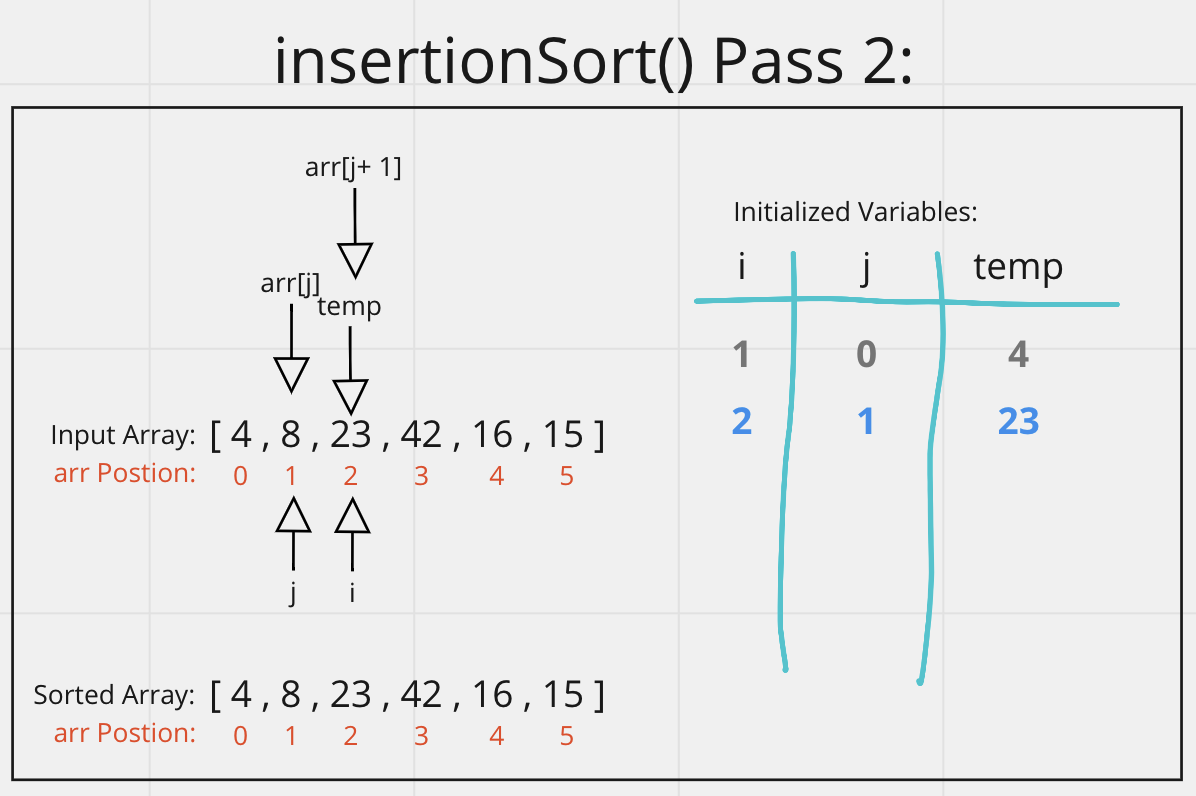 insertionSort() Pass 2:
arr[j+ 1]
arr[j]
temp
Input Array: [ 4 , 8 , 23 , 42 , 16 , 15 ]
arr Postion: 0 1 2 3 4 5
j i
Sorted Array: [ 4 , 8 , 23 , 42 , 16 , 15 ]
arr Postion: 0 1 2 3 4 5
Initialized Variables:
i j temp
1 0 4
2 1 23